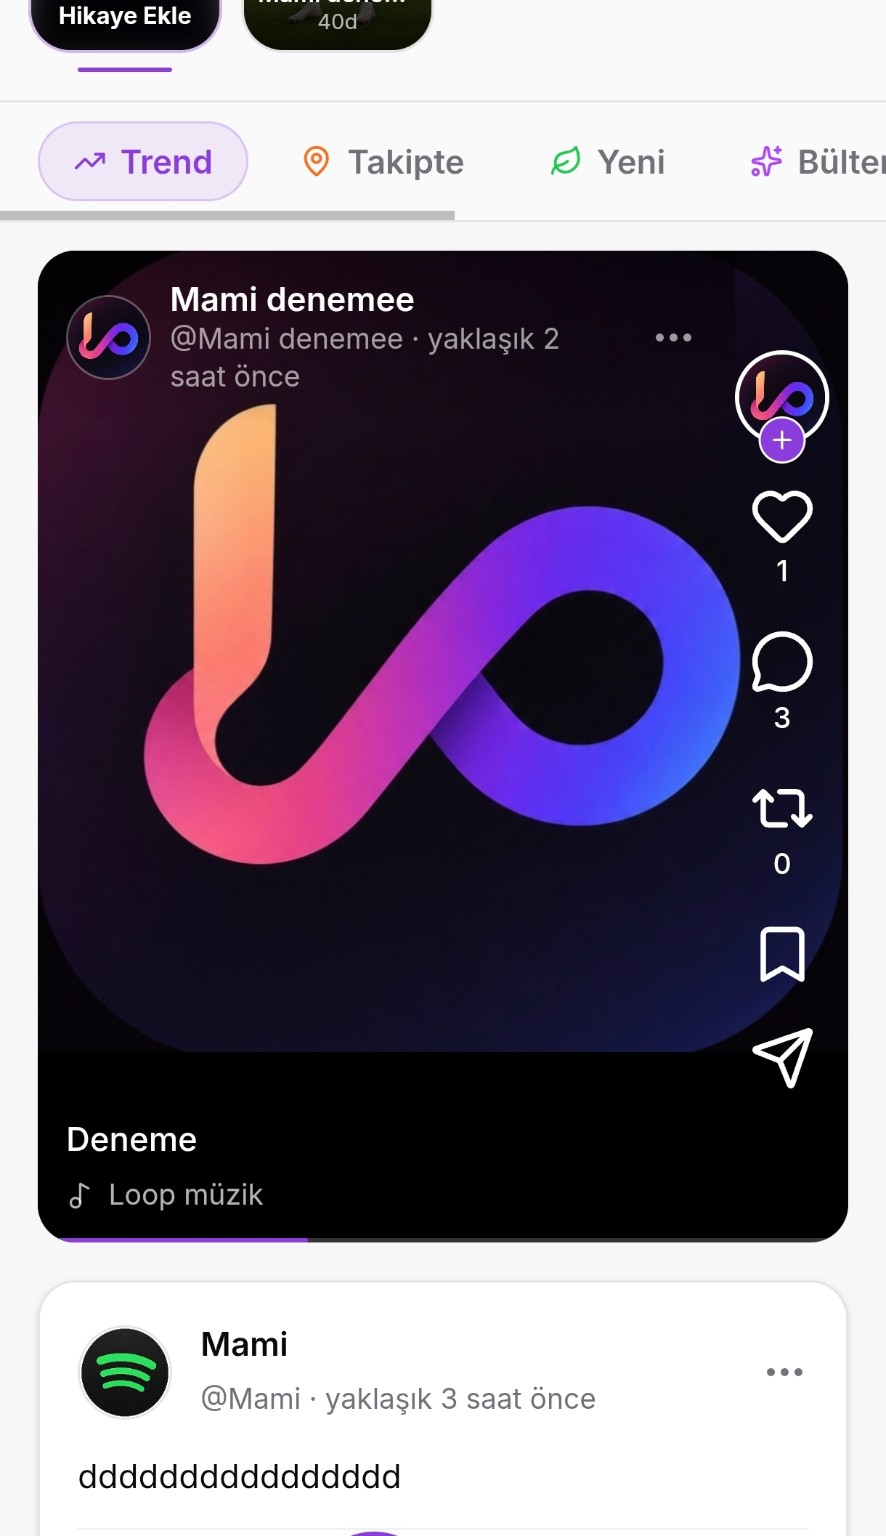 Hikaye Ekle
40d
Trend
Takipte
Yeni
Mami denemee
@Mami denemee · yaklaşık 2
saat önce
1
3
0
Deneme
Loop müzik
Mami
@Mami · yaklaşık 3 saat önce
dddddddddddddddd